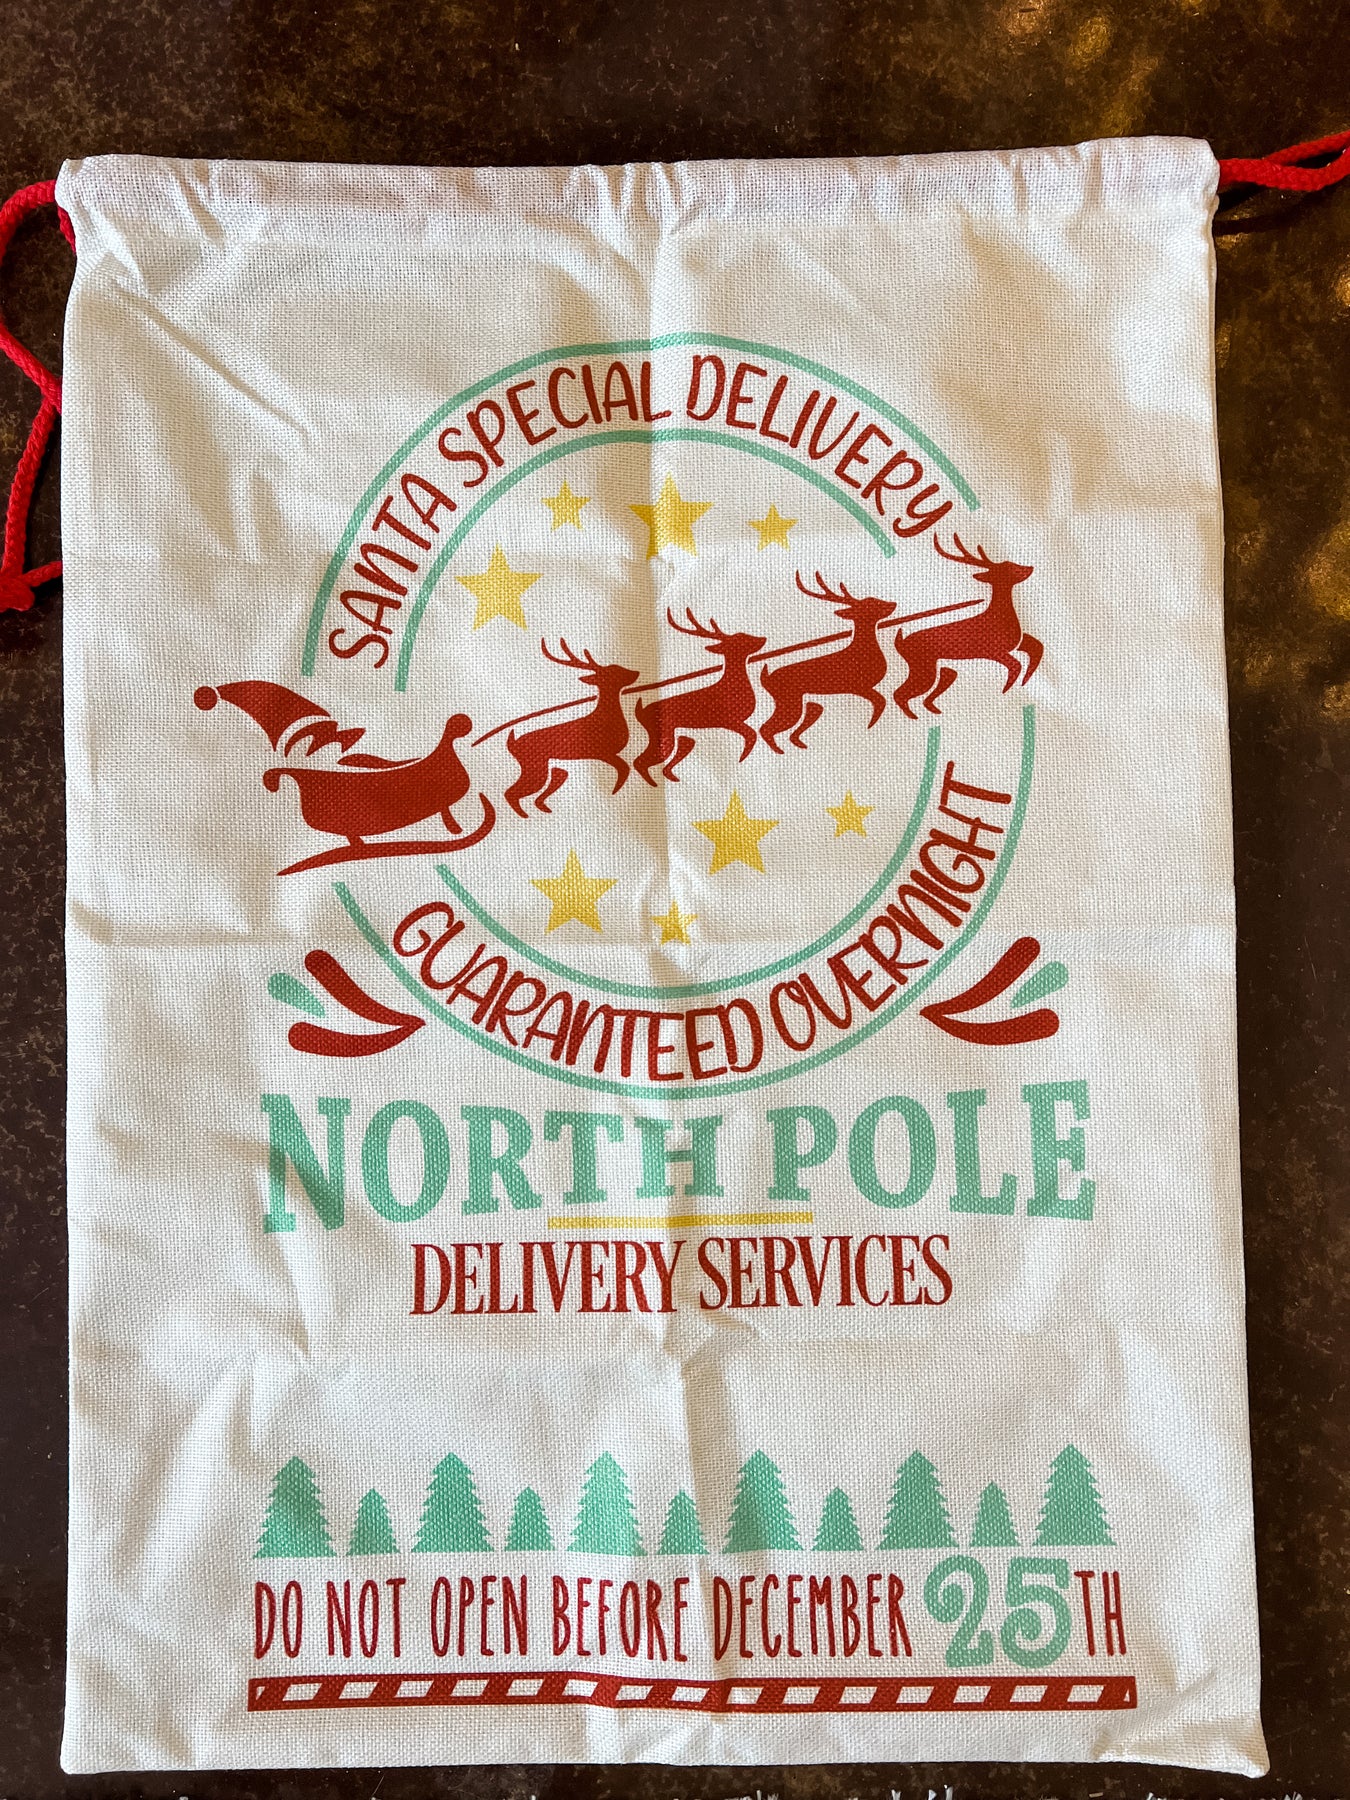 SANTA SPECIAL DELIVERY
GUARANTEED OVERNIGHT
NORTH POLE
DELIVERY SERVICES
DO NOT OPEN BEFORE DECEMBER 25TH